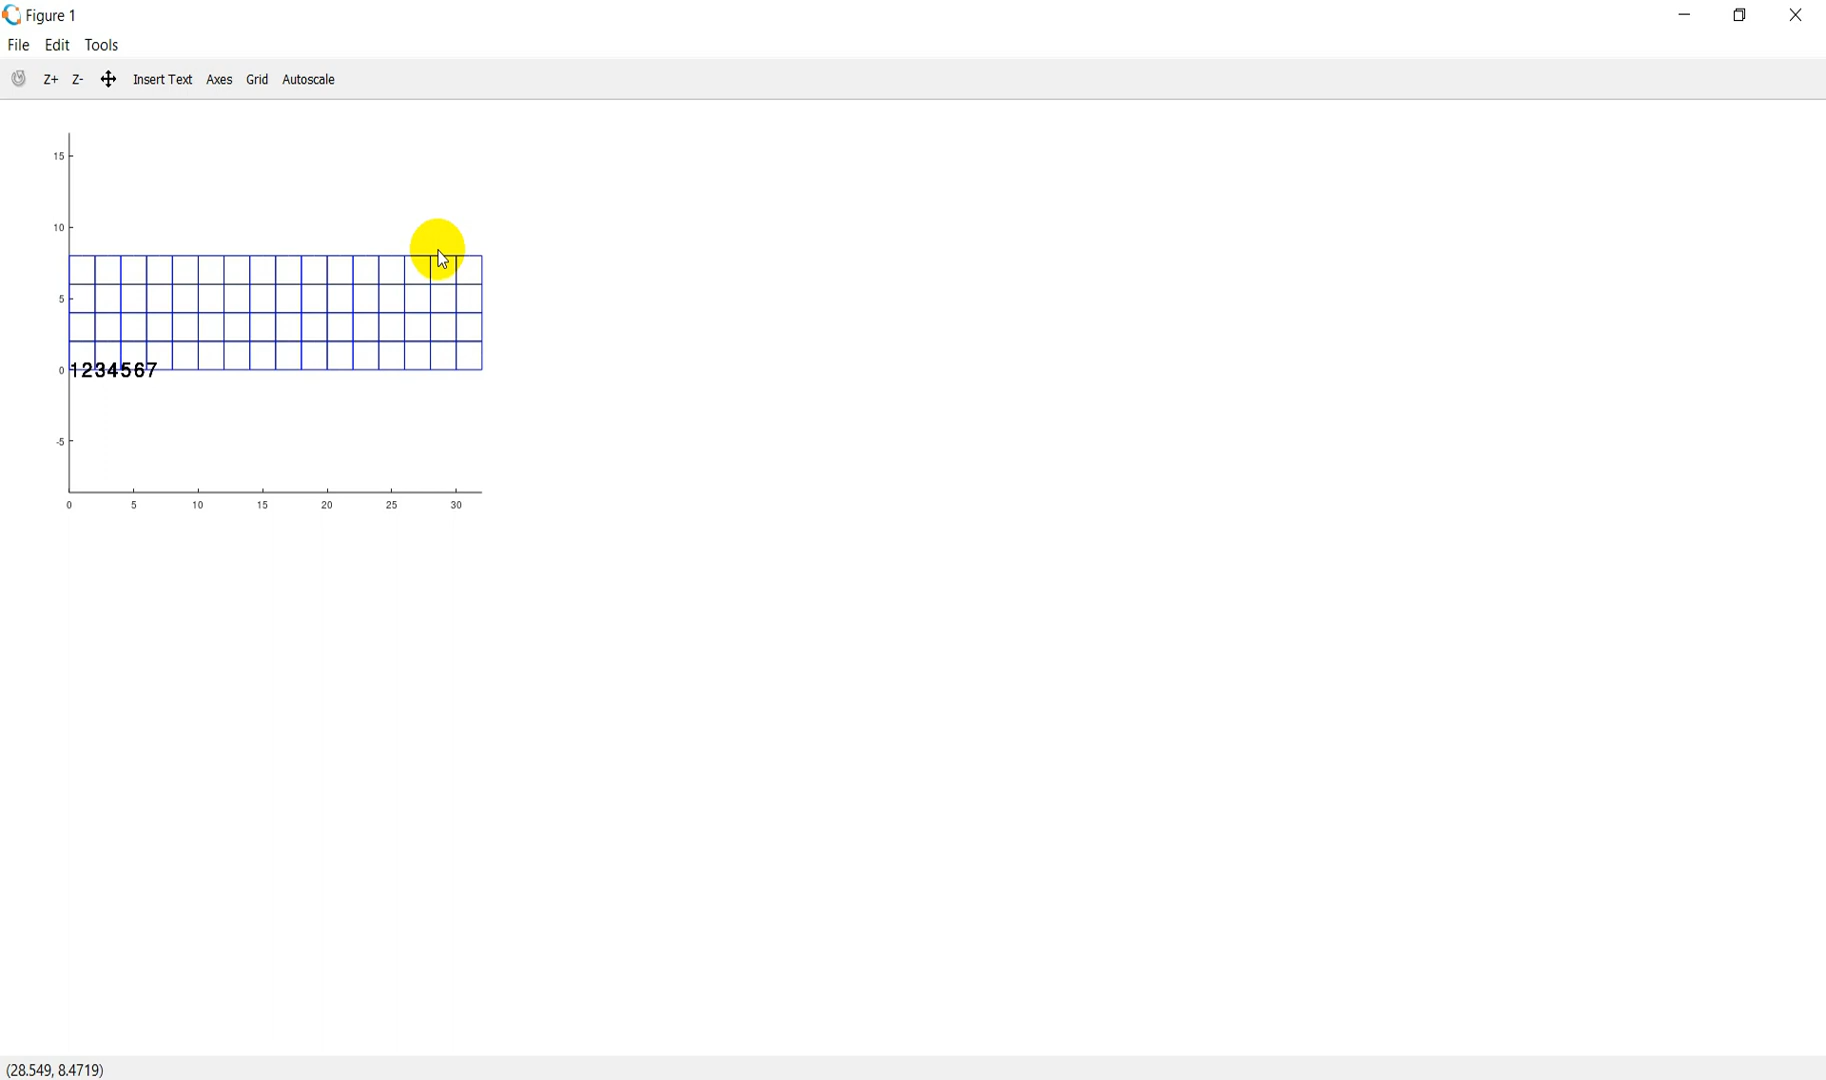 Figure 1
File Edit Tools
Z+ Z- Insert Text Axes Grid Autoscale
15
10
5
0
1234567
-5
0 5 10 15 20 25 30
(28.549, 8.4719)